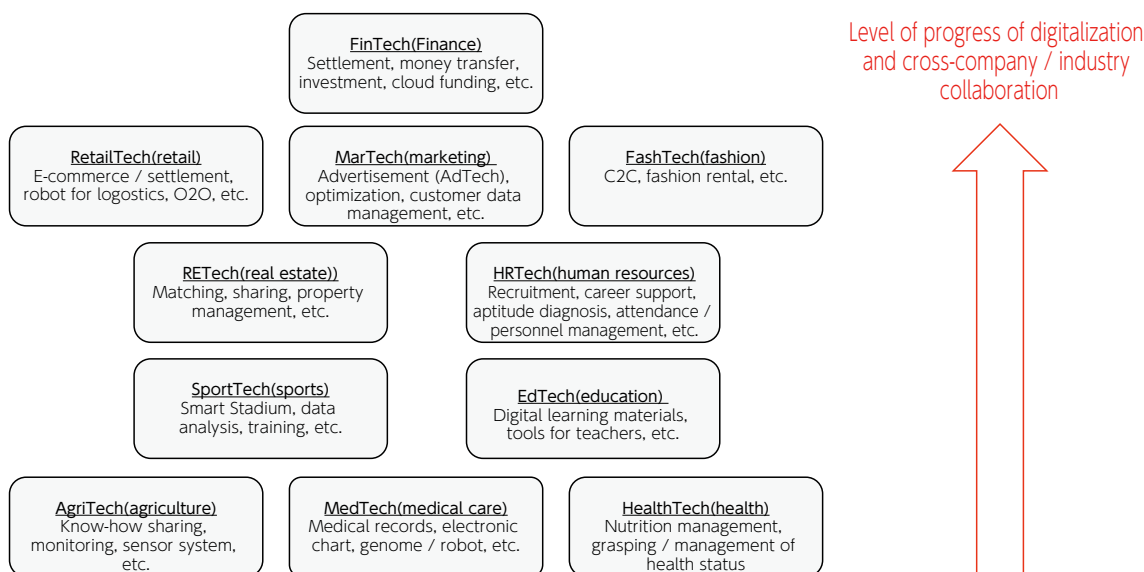 FinTech(Finance)
Settlement, money transfer,
investment, cloud funding, etc.
Level of progress of digitalization
and cross-company / industry
collaboration
RetailTech(retail)
E-commerce / settlement,
robot for logostics, O2O, etc.
MarTech(marketing)
Advertisement (AdTech),
optimization, customer data
management, etc.
FashTech(fashion)
C2C, fashion rental, etc.
RETech(real estate))
Matching, sharing, property
management, etc.
HRTech(human resources)
Recruitment, career support,
aptitude diagnosis, attendance /
personnel management, etc.
SportTech(sports)
Smart Stadium, data
analysis, training, etc.
EdTech(education)
Digital learning materials,
tools for teachers, etc.
AgriTech(agriculture)
Know-how sharing,
monitoring, sensor system,
etc.
MedTech(medical care)
Medical records, electronic
chart, genome / robot, etc.
HealthTech(health)
Nutrition management,
grasping / management of
health status